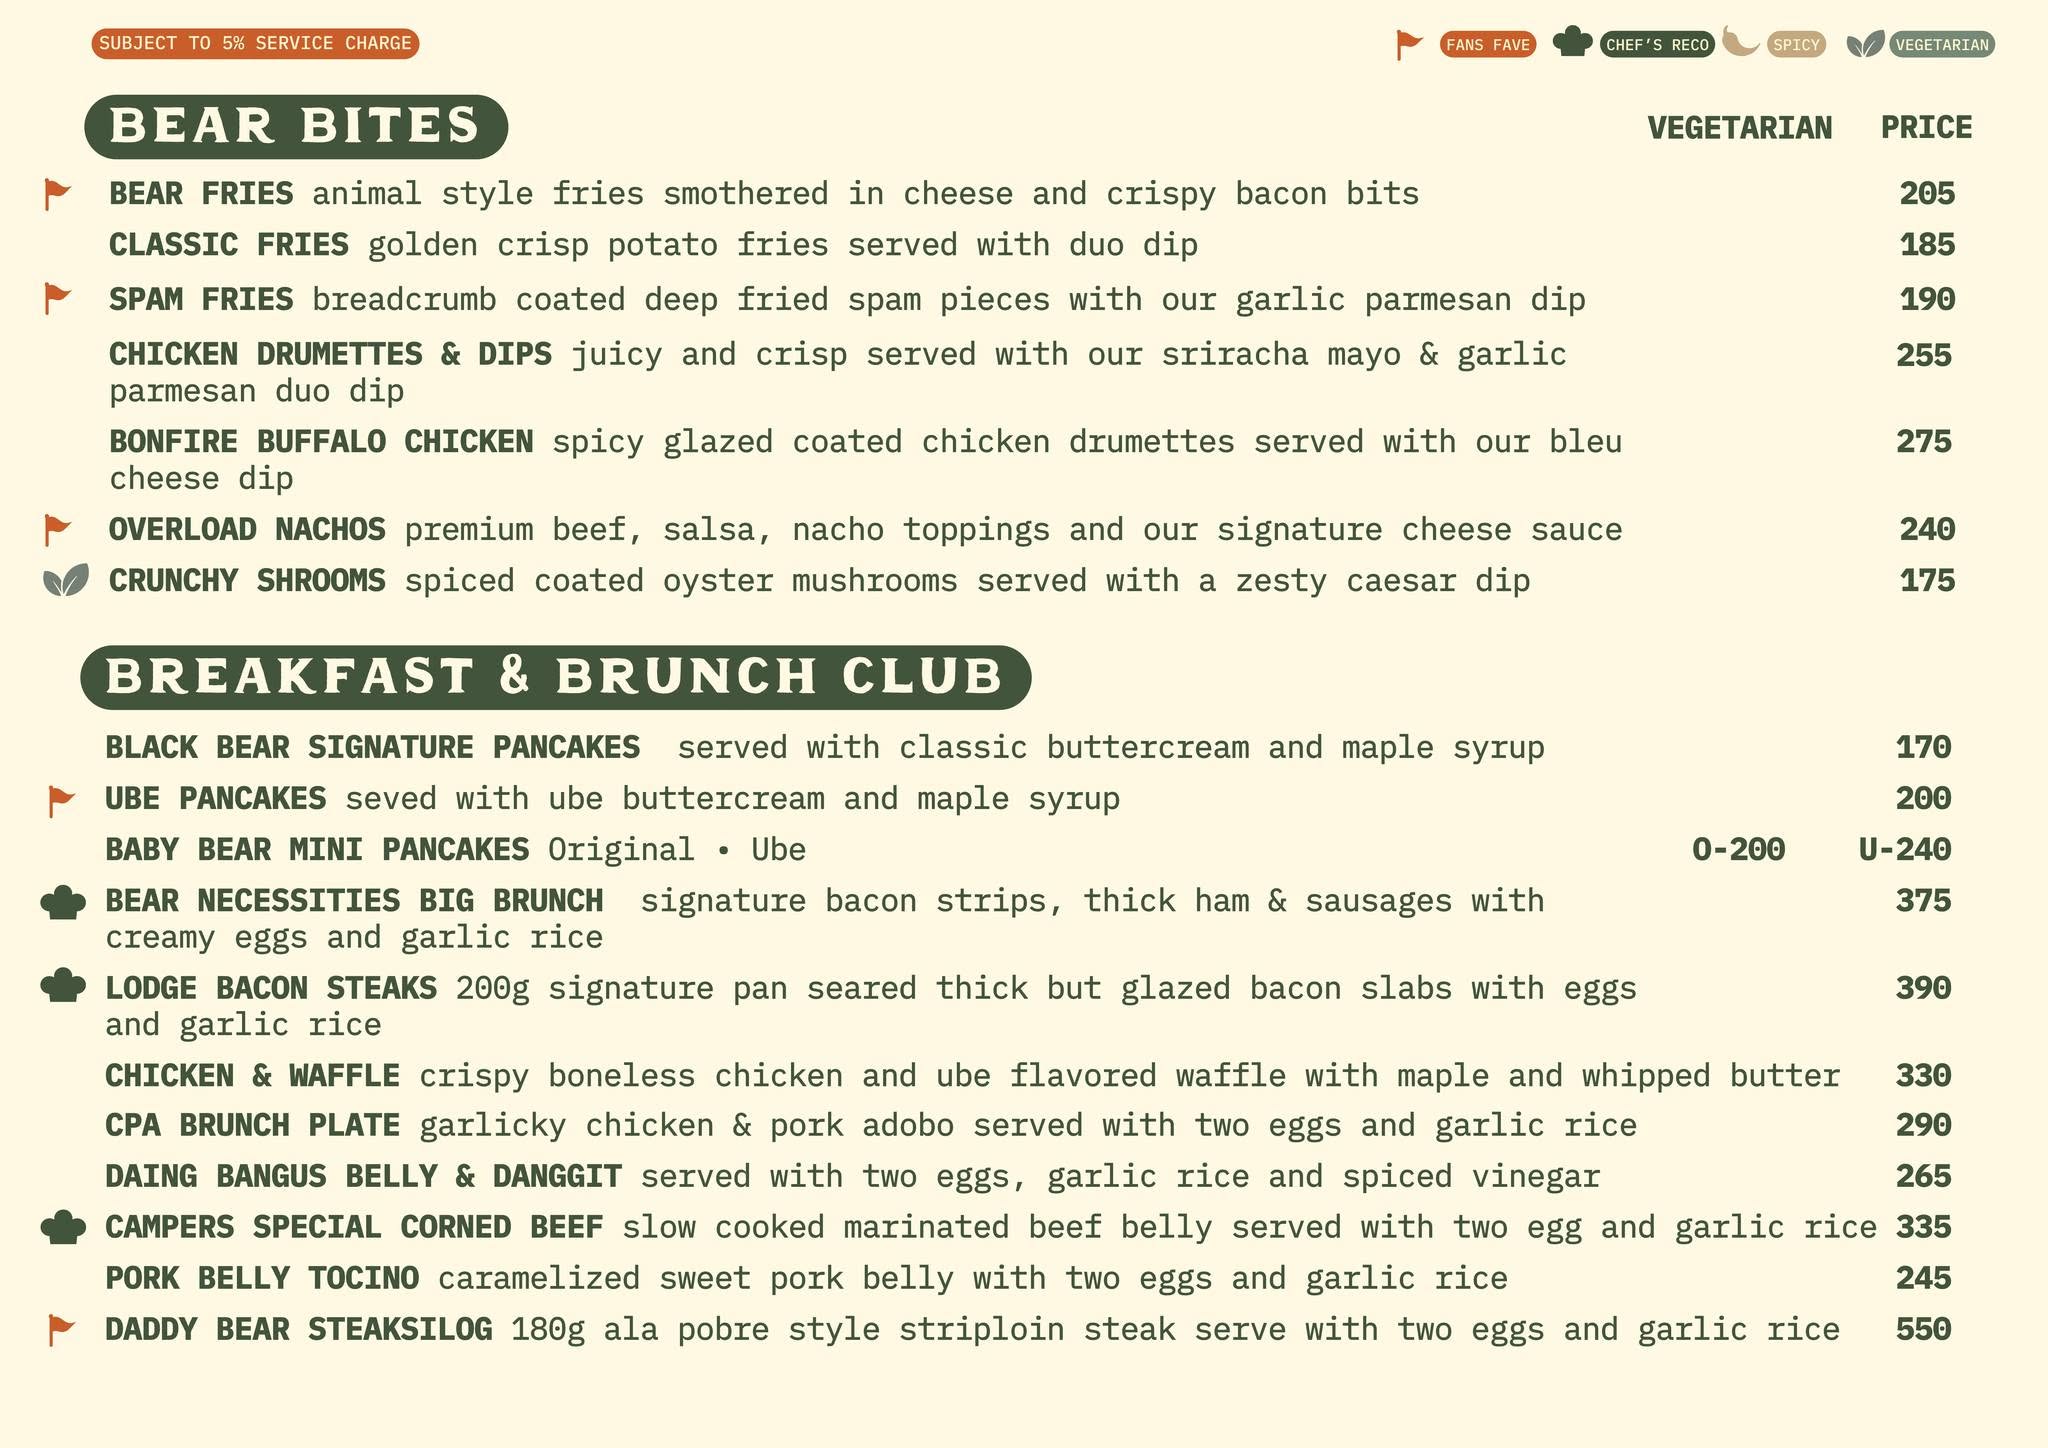 SUBJECT TO 5% SERVICE CHARGE
FANS FAVE CHEF'S RECO SPICY VEGETARIAN
BEAR BITES
VEGETARIAN PRICE
BEAR FRIES animal style fries smothered in cheese and crispy bacon bits 205
CLASSIC FRIES golden crisp potato fries served with duo dip 185
SPAM FRIES breadcrumb coated deep fried spam pieces with our garlic parmesan dip 190
CHICKEN DRUMETTES & DIPS juicy and crisp served with our sriracha mayo & garlic 255
parmesan duo dip
BONFIRE BUFFALO CHICKEN spicy glazed coated chicken drumettes served with our bleu 275
cheese dip
OVERLOAD NACHOS premium beef, salsa, nacho toppings and our signature cheese sauce 240
CRUNCHY SHROOMS spiced coated oyster mushrooms served with a zesty caesar dip 175
BREAKFAST & BRUNCH CLUB
BLACK BEAR SIGNATURE PANCAKES served with classic buttercream and maple syrup 170
UBE PANCAKES seved with ube buttercream and maple syrup 200
BABY BEAR MINI PANCAKES Original • Ube O-200 U-240
BEAR NECESSITIES BIG BRUNCH signature bacon strips, thick ham & sausages with 375
creamy eggs and garlic rice
LODGE BACON STEAKS 200g signature pan seared thick but glazed bacon slabs with eggs 390
and garlic rice
CHICKEN & WAFFLE crispy boneless chicken and ube flavored waffle with maple and whipped butter 330
CPA BRUNCH PLATE garlicky chicken & pork adobo served with two eggs and garlic rice 290
DAING BANGUS BELLY & DANGGIT served with two eggs, garlic rice and spiced vinegar 265
CAMPERS SPECIAL CORNED BEEF slow cooked marinated beef belly served with two egg and garlic rice 335
PORK BELLY TOCINO caramelized sweet pork belly with two eggs and garlic rice 245
DADDY BEAR STEAKSILOG 180g ala pobre style striploin steak serve with two eggs and garlic rice 550